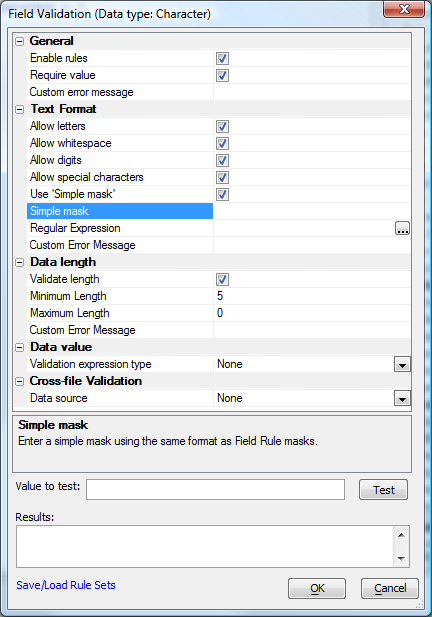 Field Validation (Data type: Character)
General
Enable rules
Require value
Custom error message
Text Format
Allow letters
Allow whitespace
Allow digits
Allow special characters
Use 'Simple mask'
Simple mask
Regular Expression ...
Custom Error Message
Data length
Validate length
Minimum Length 5
Maximum Length 0
Custom Error Message
Data value
Validation expression type None
Cross-file Validation
Data source None
Simple mask
Enter a simple mask using the same format as Field Rule masks.
Value to test: Test
Results:
Save/Load Rule Sets OK Cancel